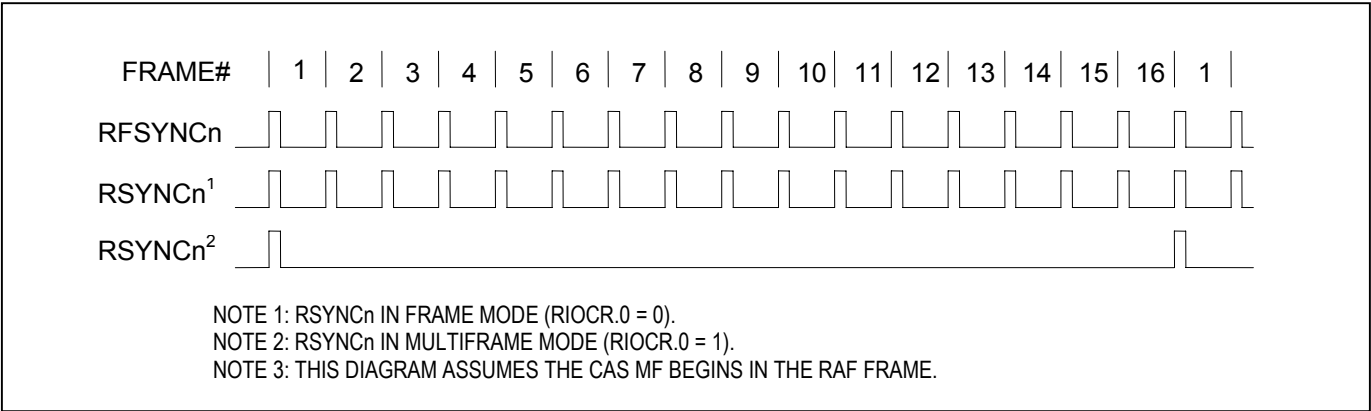 FRAME# 1 2 3 4 5 6 7 8 9 10 11 12 13 14 15 16 1
RFSYNCn
RSYNCn¹
RSYNCn²
NOTE 1: RSYNCn IN FRAME MODE (RIOCR.0 = 0).
NOTE 2: RSYNCn IN MULTIFRAME MODE (RIOCR.0 = 1).
NOTE 3: THIS DIAGRAM ASSUMES THE CAS MF BEGINS IN THE RAF FRAME.